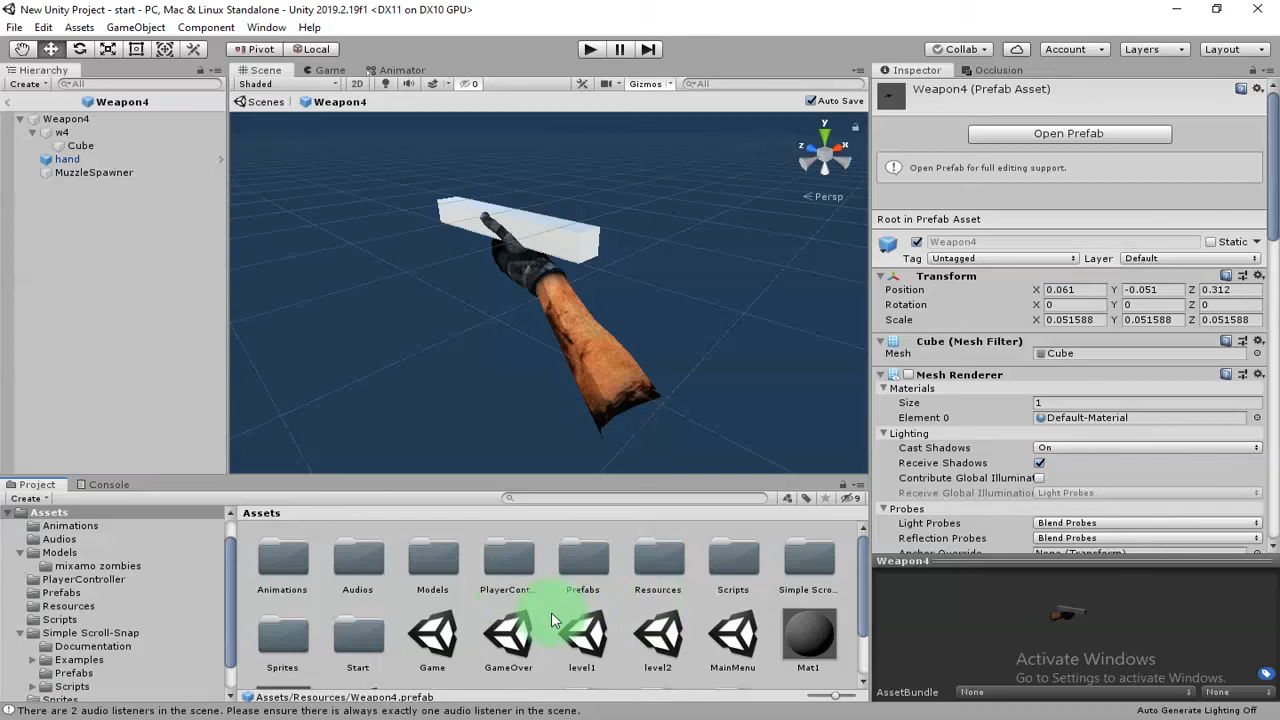 New Unity Project - start - PC, Mac & Linux Standalone - Unity 2019.2.19f1 <DX11 on DX10 GPU>
File Edit Assets GameObject Component Window Help
Pivot Local Collab Account Layers Layout
Hierarchy Scene Game Animator Inspector Occlusion
Create All Shaded 2D 0 Gizmos All
Weapon4 Scenes Weapon4 Auto Save
Weapon4 (Prefab Asset)
Open Prefab
Open Prefab for full editing support.
Weapon4
w4
Cube
hand
MuzzleSpawner
y
z
x
Persp
Root in Prefab Asset
Weapon4 Static
Tag Untagged Layer Default
Transform
Position X 0.061 Y -0.051 Z 0.312
Rotation X 0 Y 0 Z 0
Scale X 0.051588 Y 0.051588 Z 0.051588
Cube (Mesh Filter)
Mesh Cube
Mesh Renderer
Materials
Size 1
Element 0 Default-Material
Lighting
Cast Shadows On
Receive Shadows
Contribute Global Illuminat
Receive Global Illumination Light Probes
Probes
Light Probes Blend Probes
Reflection Probes Blend Probes
Anchor Override None (Transform)
Project Console
Create 9
Assets
Animations
Audios
Models
mixamo zombies
PlayerController
Prefabs
Resources
Scripts
Simple Scroll-Snap
Documentation
Examples
Prefabs
Scripts
Sprites
Assets
Animations Audios Models PlayerCont... Prefabs Resources Scripts Simple Scro...
Sprites Start Game GameOver level1 level2 MainMenu Mat1
Assets/Resources/Weapon4.prefab
Weapon4
Activate Windows
Go to Settings to activate Windows.
AssetBundle None None
There are 2 audio listeners in the scene. Please ensure there is always exactly one audio listener in the scene.
Auto Generate Lighting Off